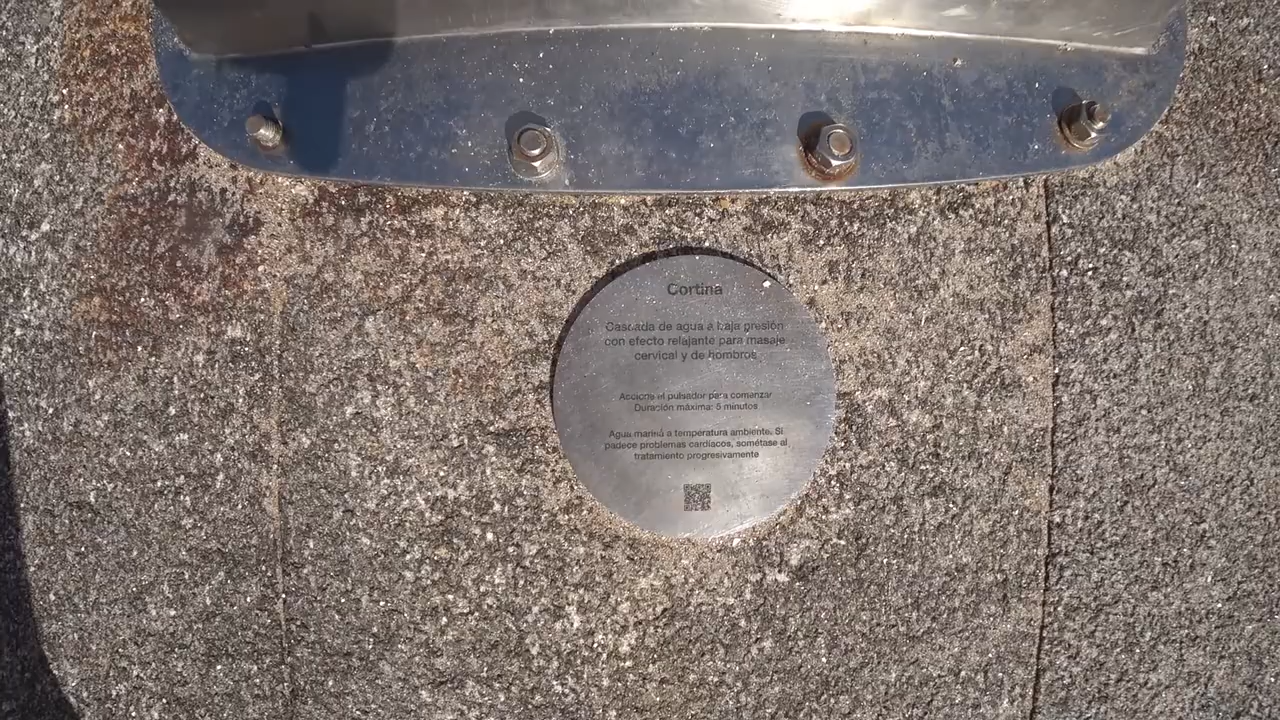 Cortina
Cascada de agua a baja presión
con efecto relajante para masaje
cervical y de hombros
Accione el pulsador para comenzar
Duración máxima: 5 minutos
Agua marina a temperatura ambiente. Si
padece problemas cardíacos, sométase al
tratamiento progresivamente